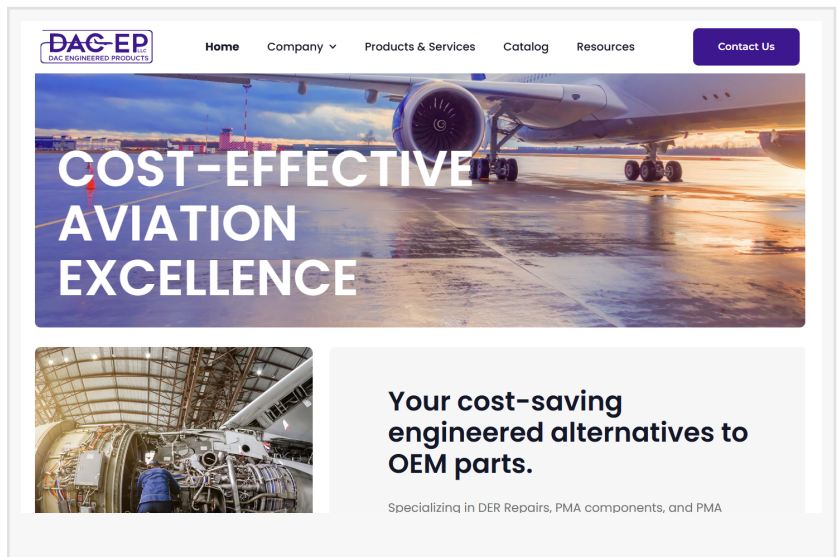 DAC-EP LLC
DAC ENGINEERED PRODUCTS
Home
Company
Products & Services
Catalog
Resources
Contact Us
COST-EFFECTIVE
AVIATION
EXCELLENCE
Your cost-saving
engineered alternatives to
OEM parts.
Specializing in DER Repairs, PMA components, and PMA